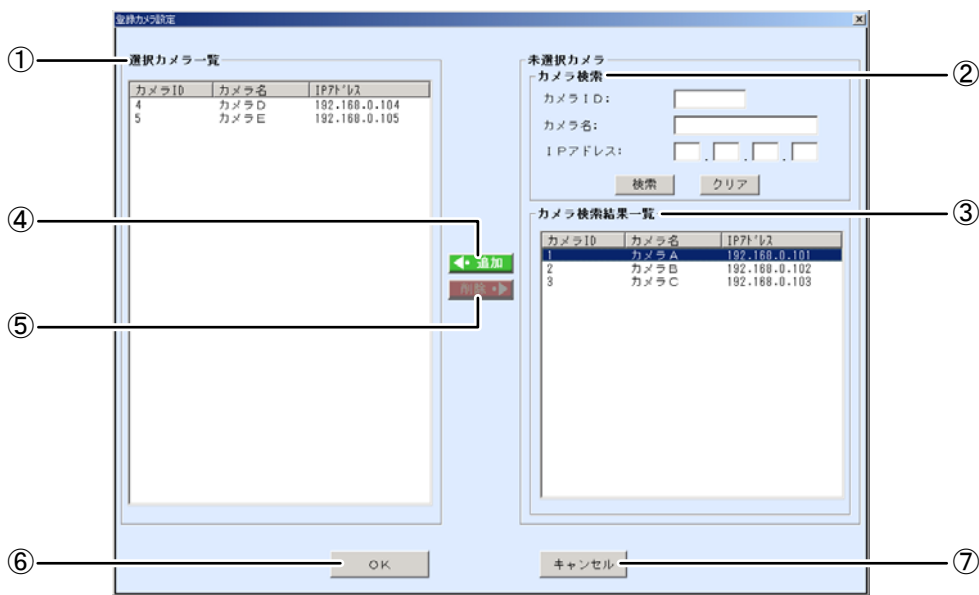 登録カメラ設定
① 選択カメラ一覧
カメラID カメラ名 IPアドレス
4 カメラD 192.168.0.104
5 カメラE 192.168.0.105
未選択カメラ
カメラ検索 ②
カメラID:
カメラ名:
IPアドレス: . . .
検索 クリア
カメラ検索結果一覧 ③
カメラID カメラ名 IPアドレス
1 カメラA 192.168.0.101
2 カメラB 192.168.0.102
3 カメラC 192.168.0.103
④ 追加
⑤ 削除
⑥ OK
キャンセル ⑦